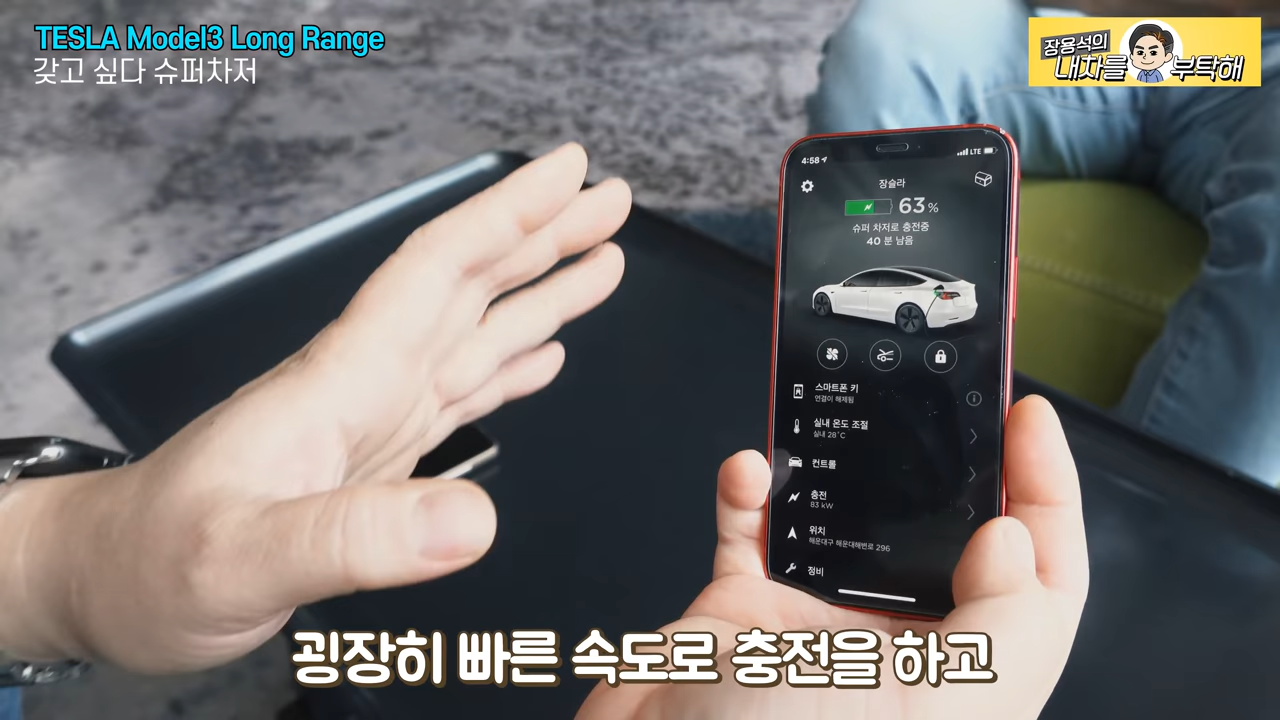 TESLA Model3 Long Range
갖고 싶다 슈퍼차저
장용석의
내차를 부탁해
4:58
LTE
장슬라
63%
슈퍼 차저로 충전중
40 분 남음
스마트폰 키
연결이 해제됨
실내 온도 조절
실내 28°C
컨트롤
충전
83 kW
위치
해운대구 해운대해변로 296
정비
굉장히 빠른 속도로 충전을 하고